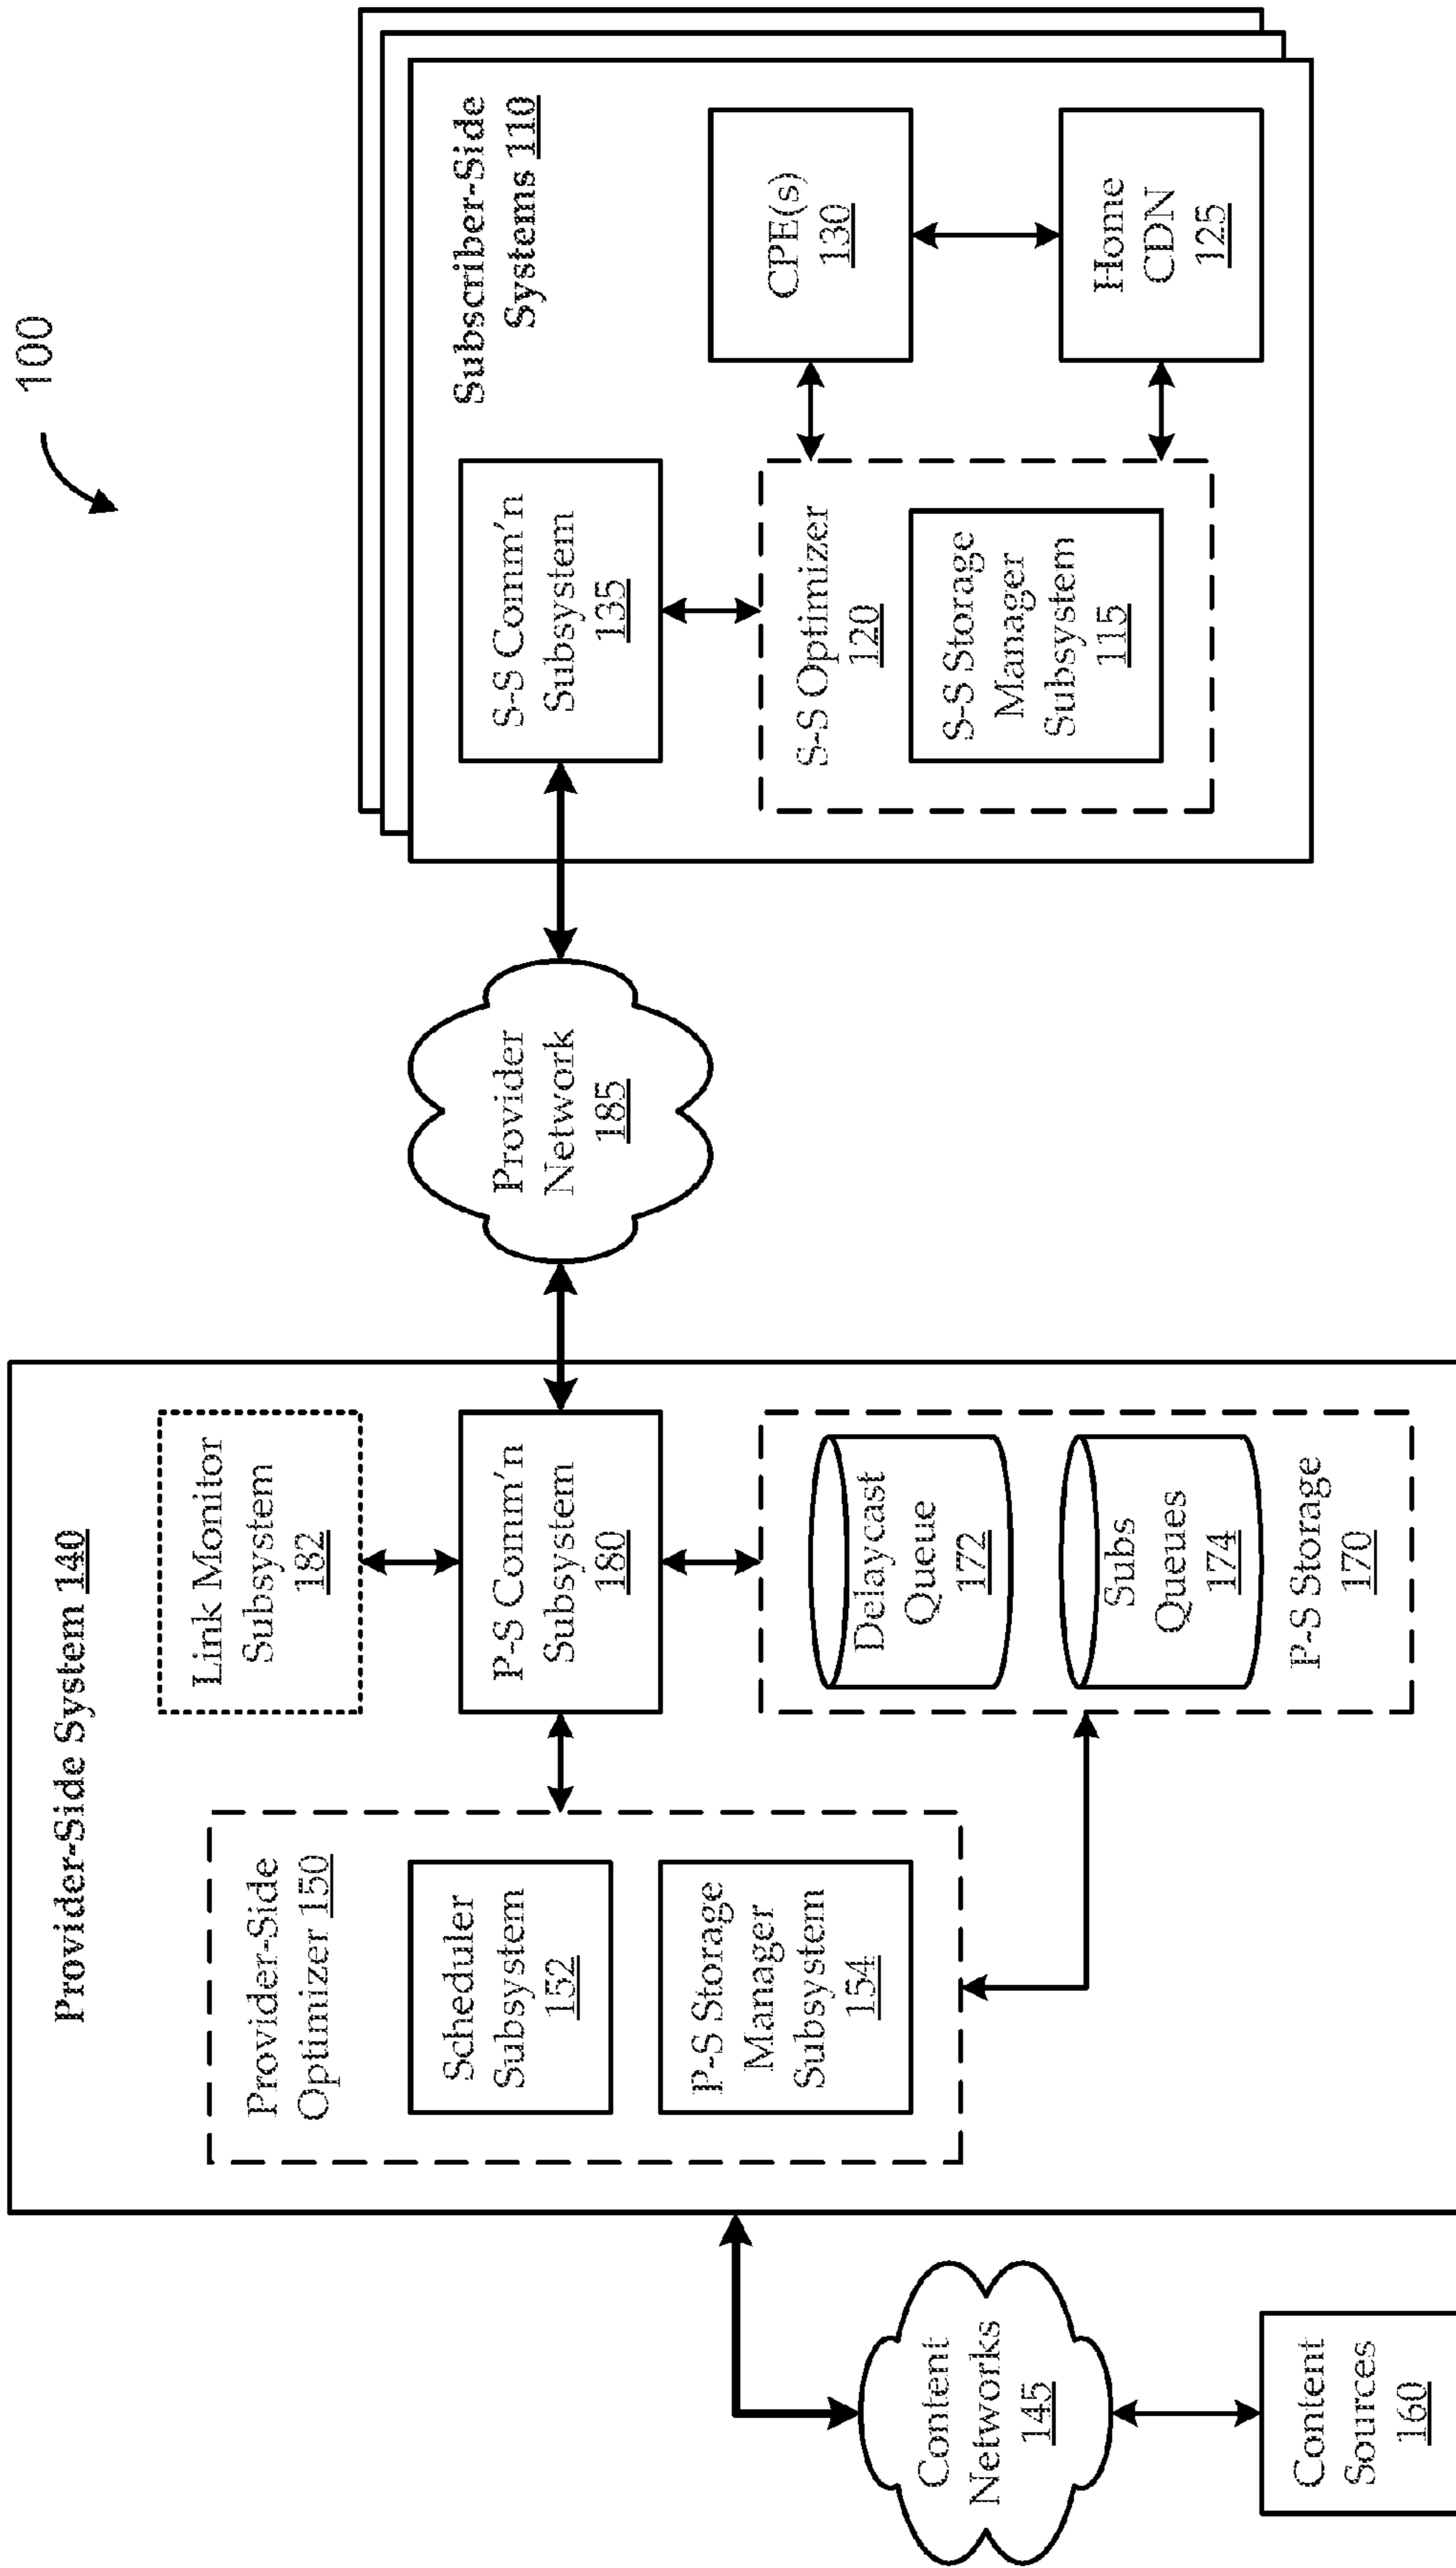 100
Provider-Side System 140
Provider-Side
Optimizer 150
Scheduler
Subsystem
152
P-S Storage
Manager
Subsystem
154
Link Monitor
Subsystem
182
P-S Comm'n
Subsystem
180
Delaycast
Queue
172
Subs
Queues
174
P-S Storage
170
Content
Networks
145
Content
Sources
160
Provider
Network
185
Subscriber-Side
Systems 110
S-S Comm'n
Subsystem
135
S-S Optimizer
120
S-S Storage
Manager
Subsystem
115
CPE(s)
130
Home
CDN
125